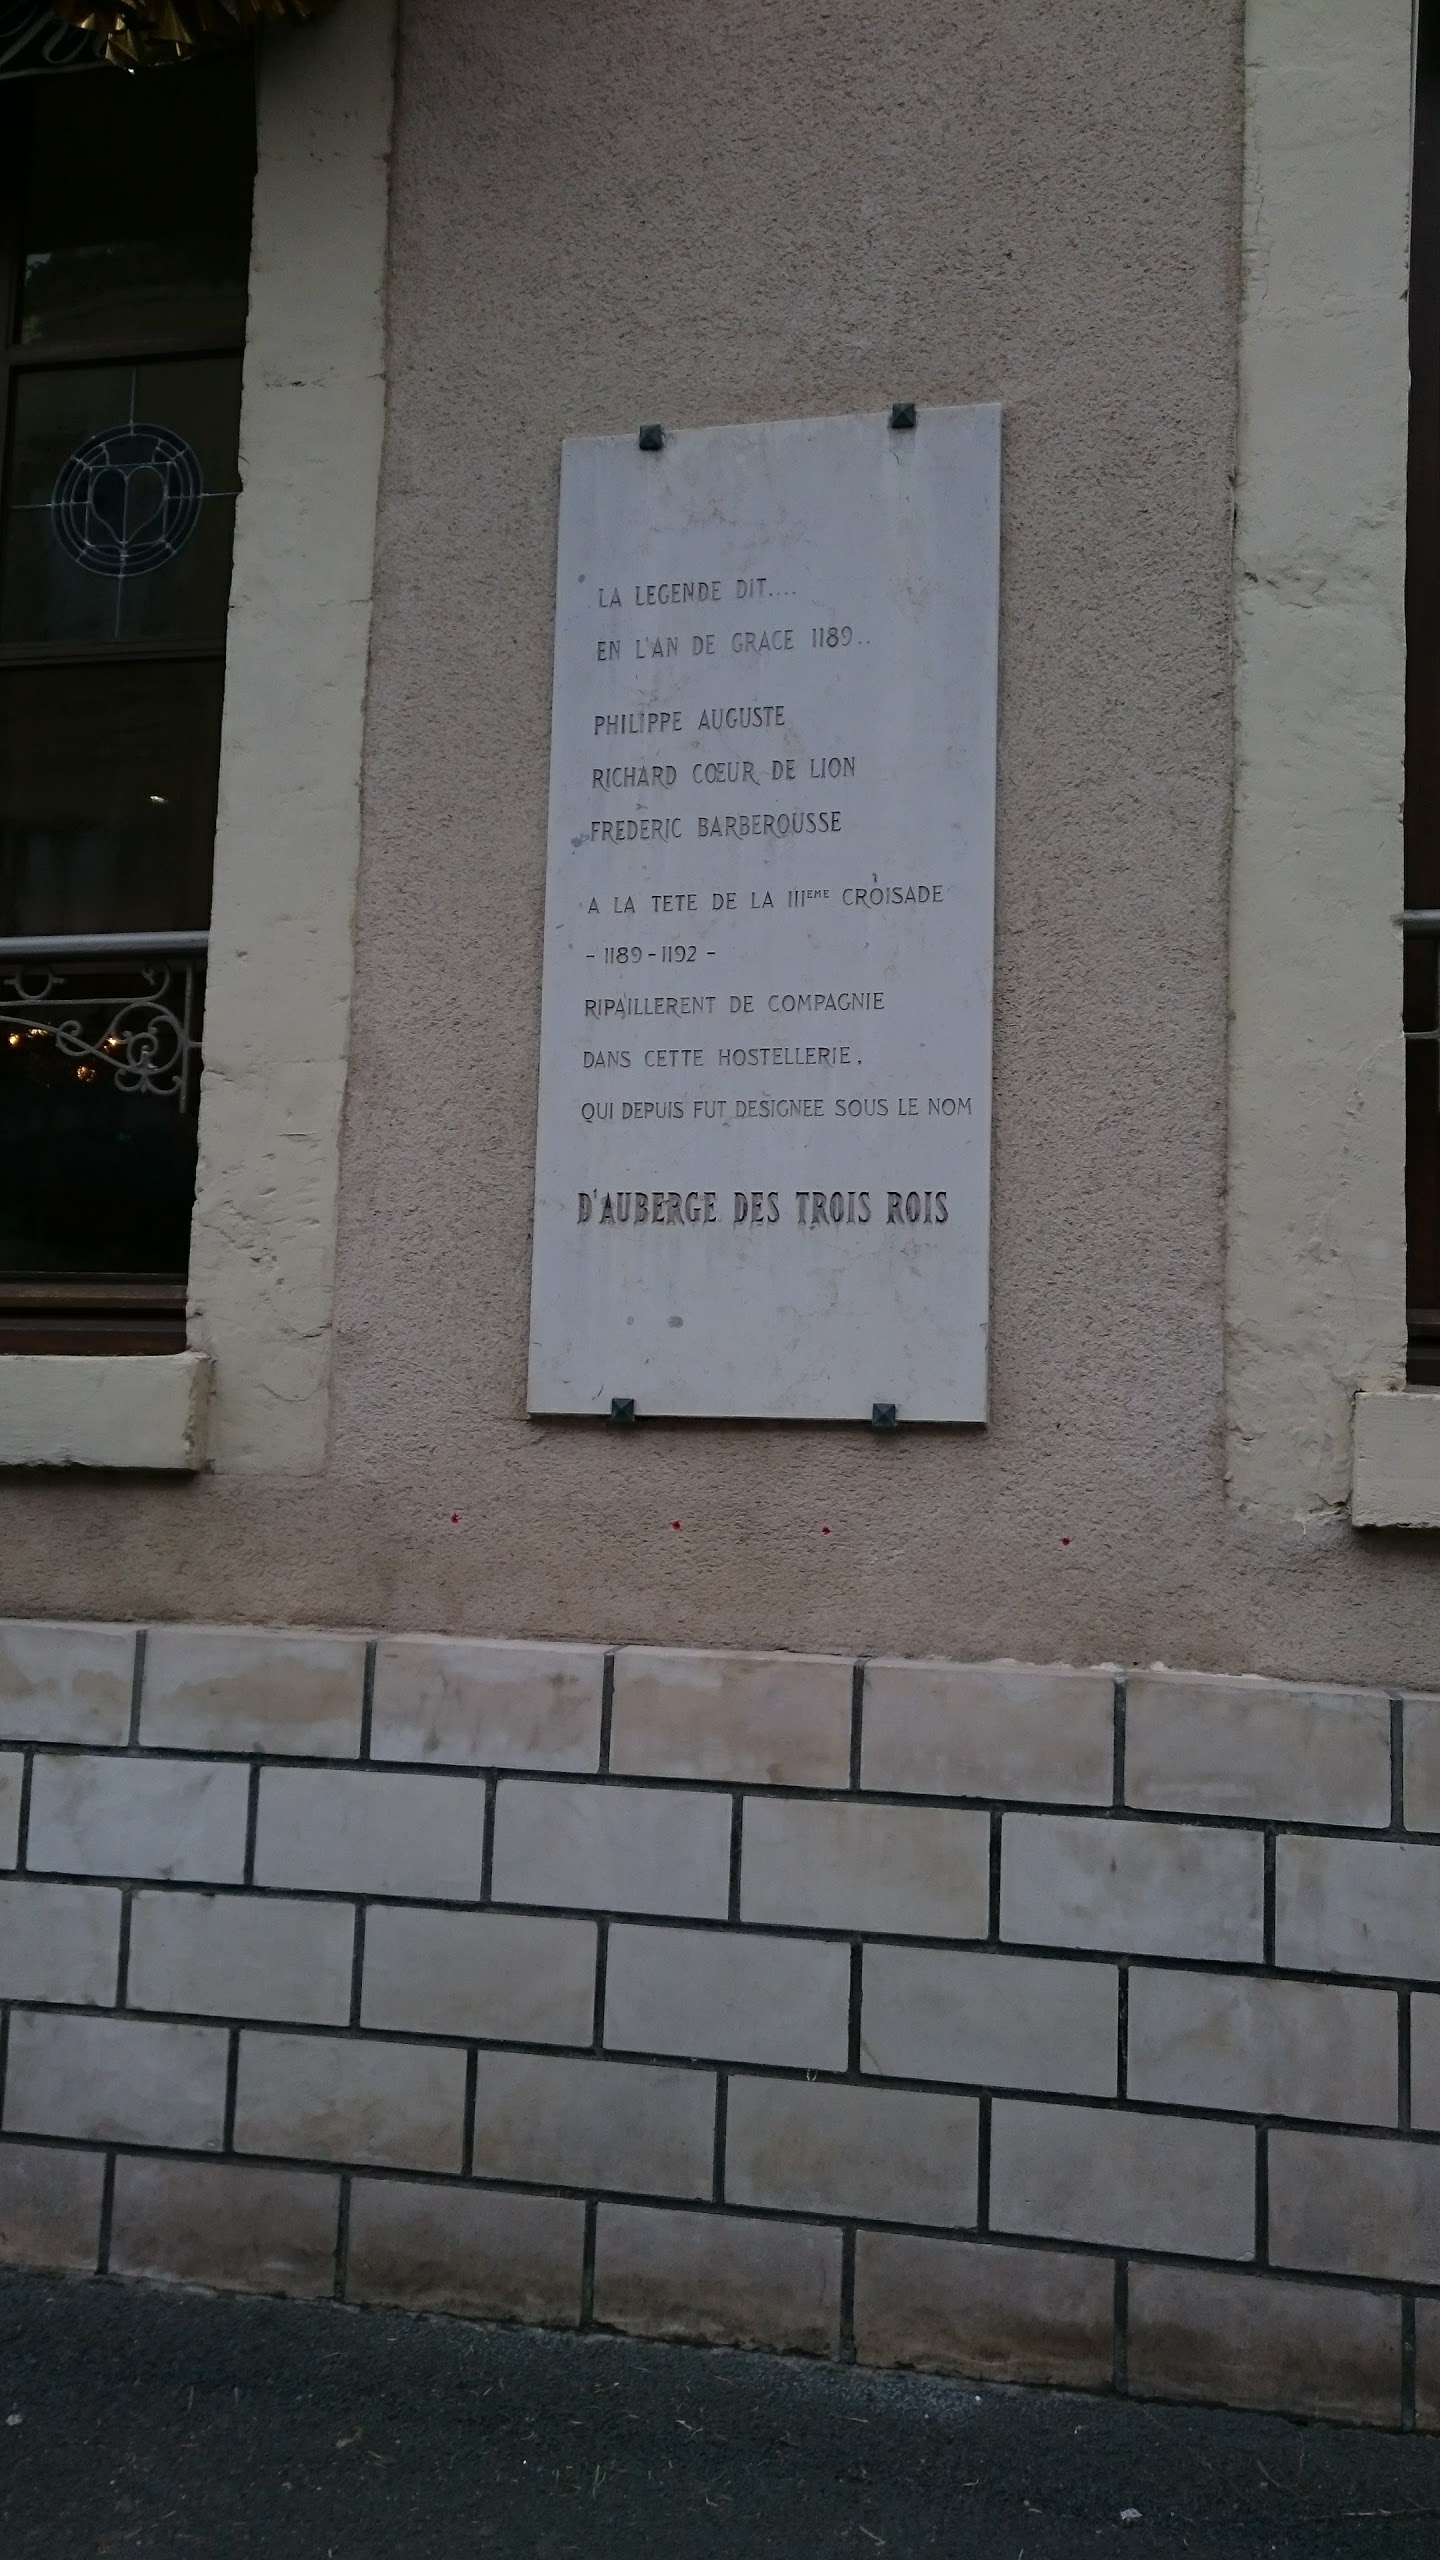 LA LEGENDE DIT....
EN L'AN DE GRACE 1189..
PHILIPPE AUGUSTE
RICHARD CŒUR DE LION
FREDERIC BARBEROUSSE
A LA TETE DE LA IIIEME CROISADE
- 1189 - 1192 -
RIPAILLERENT DE COMPAGNIE
DANS CETTE HOSTELLERIE,
QUI DEPUIS FUT DESIGNEE SOUS LE NOM
D'AUBERGE DES TROIS ROIS